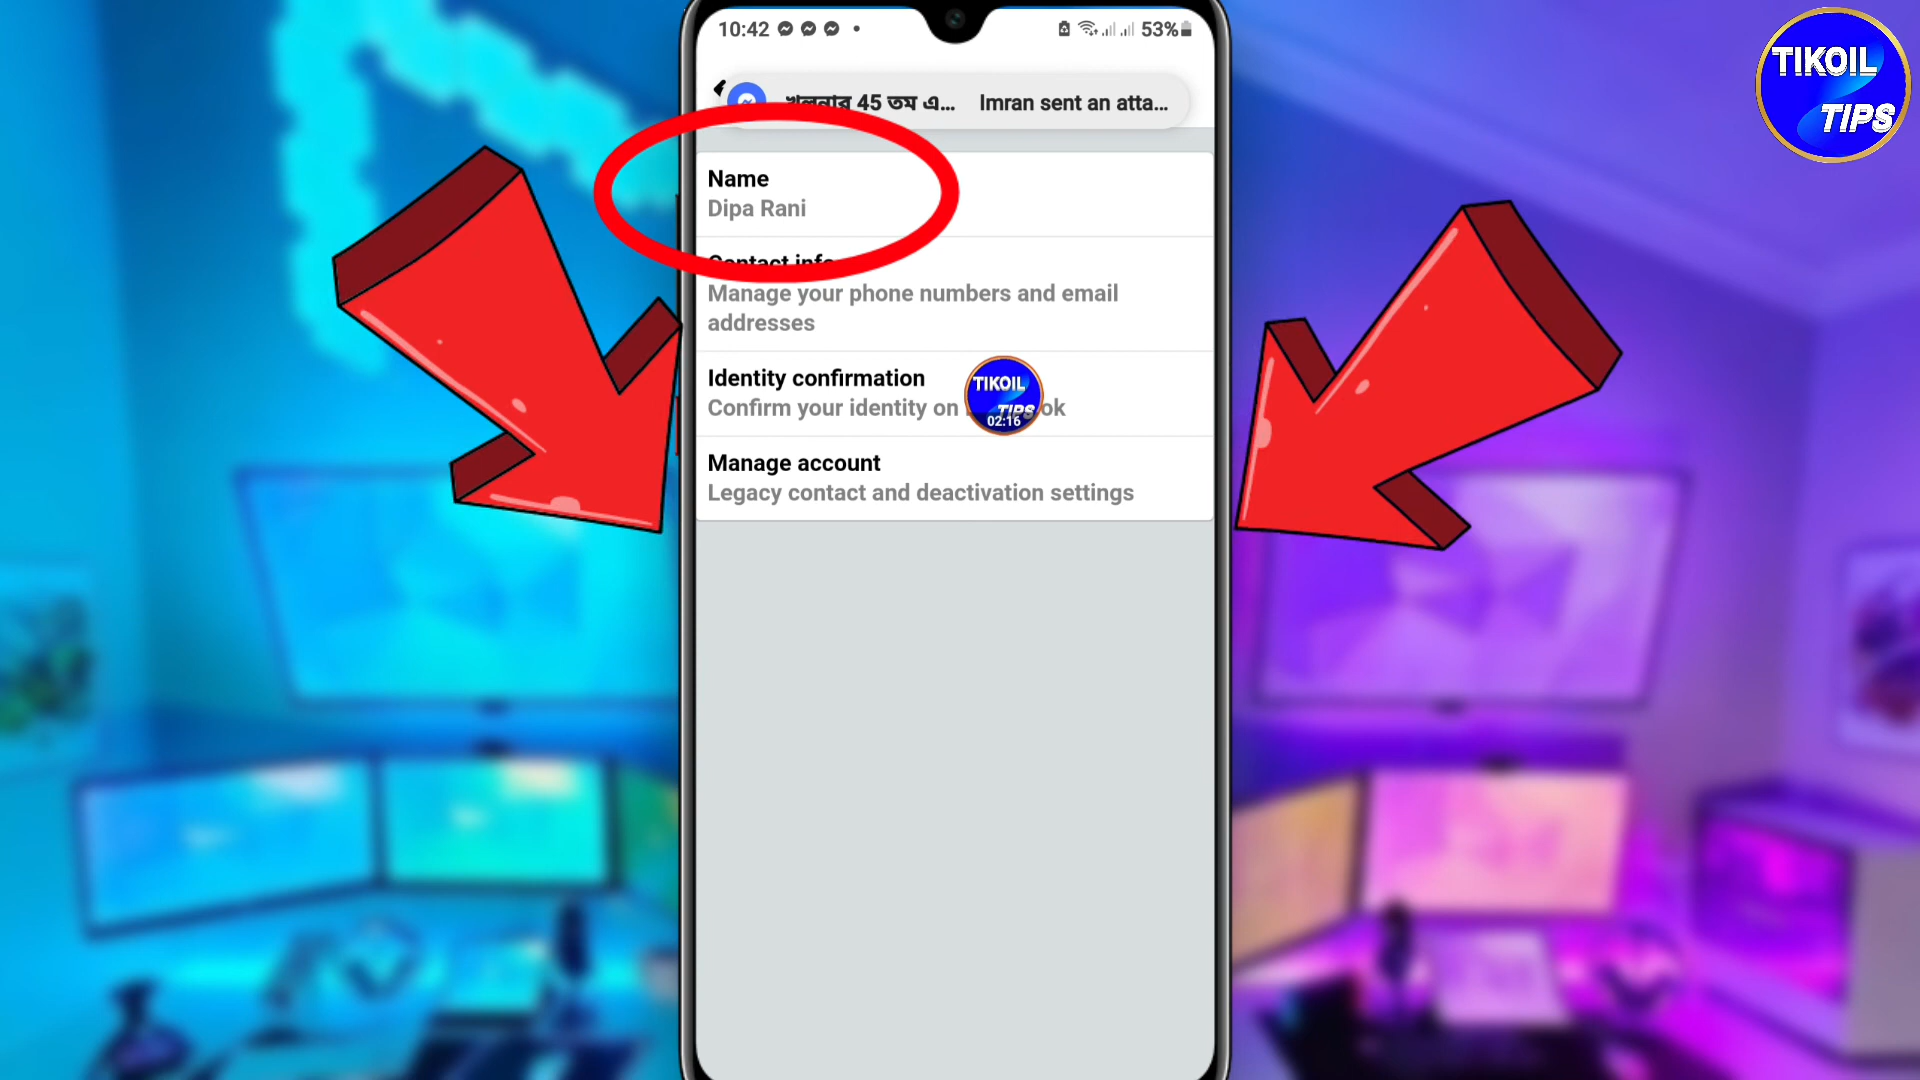 10:42
53%
খুলনার 45 তম এ... Imran sent an atta...
TIKOIL
TIPS
Name
Dipa Rani
Contact info
Manage your phone numbers and email
addresses
Identity confirmation
Confirm your identity on ok
TIKOIL
TIPS
02:16
Manage account
Legacy contact and deactivation settings